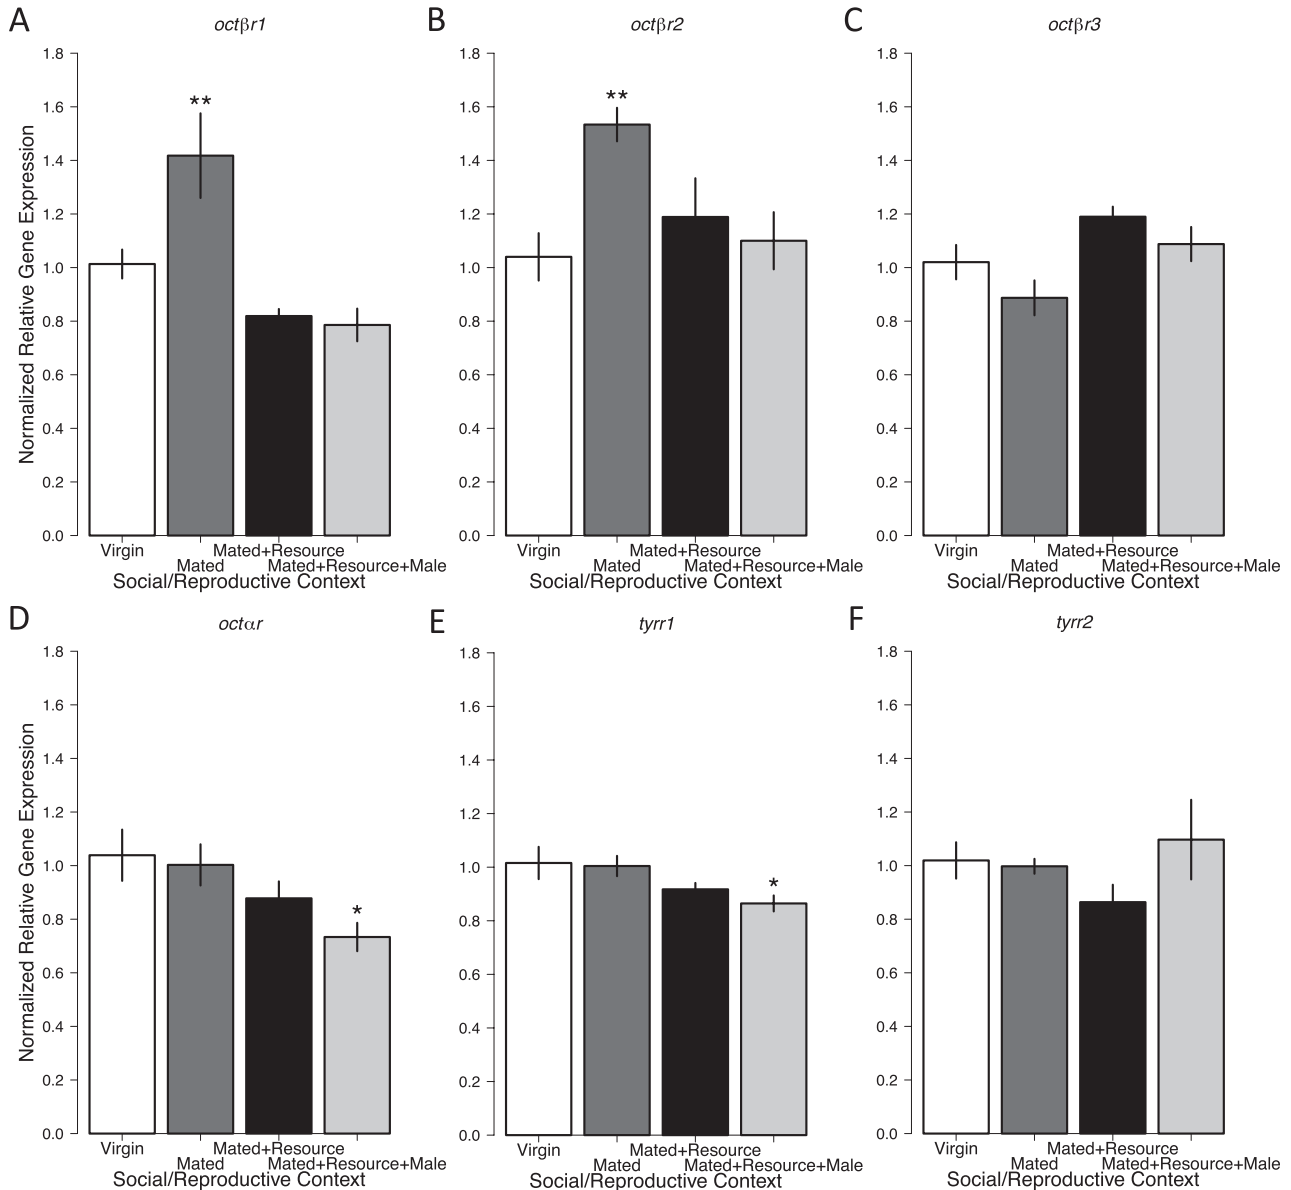 A
octβr1
Normalized Relative Gene Expression
1.8
1.6
1.4
1.2
1.0
0.8
0.6
0.4
0.2
0.0
**
Virgin
Mated+Resource
Mated
Mated+Resource+Male
Social/Reproductive Context
B
octβr2
1.8
1.6
1.4
1.2
1.0
0.8
0.6
0.4
0.2
0.0
**
Virgin
Mated+Resource
Mated
Mated+Resource+Male
Social/Reproductive Context
C
octβr3
1.8
1.6
1.4
1.2
1.0
0.8
0.6
0.4
0.2
0.0
Virgin
Mated+Resource
Mated
Mated+Resource+Male
Social/Reproductive Context
D
octαr
Normalized Relative Gene Expression
1.8
1.6
1.4
1.2
1.0
0.8
0.6
0.4
0.2
0.0
*
Virgin
Mated+Resource
Mated
Mated+Resource+Male
Social/Reproductive Context
E
tyrr1
1.8
1.6
1.4
1.2
1.0
0.8
0.6
0.4
0.2
0.0
*
Virgin
Mated+Resource
Mated
Mated+Resource+Male
Social/Reproductive Context
F
tyrr2
1.8
1.6
1.4
1.2
1.0
0.8
0.6
0.4
0.2
0.0
Virgin
Mated+Resource
Mated
Mated+Resource+Male
Social/Reproductive Context